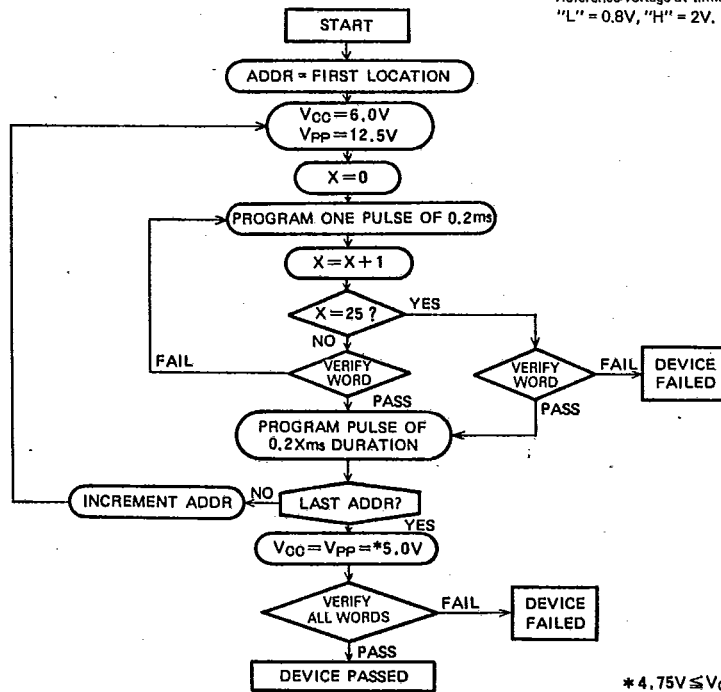 "L" = 0.8V, "H" = 2V.
START
ADDR = FIRST LOCATION
VCC=6.0V
VPP=12.5V
X=0
PROGRAM ONE PULSE OF 0.2ms
X=X+1
X=25 ?
YES
NO
FAIL
VERIFY
WORD
VERIFY
WORD
FAIL
DEVICE
FAILED
PASS
PASS
PROGRAM PULSE OF
0.2Xms DURATION
INCREMENT ADDR
NO
LAST ADDR?
YES
VCC=VPP=*5.0V
VERIFY
ALL WORDS
FAIL
DEVICE
FAILED
PASS
DEVICE PASSED
*4.75V≦V